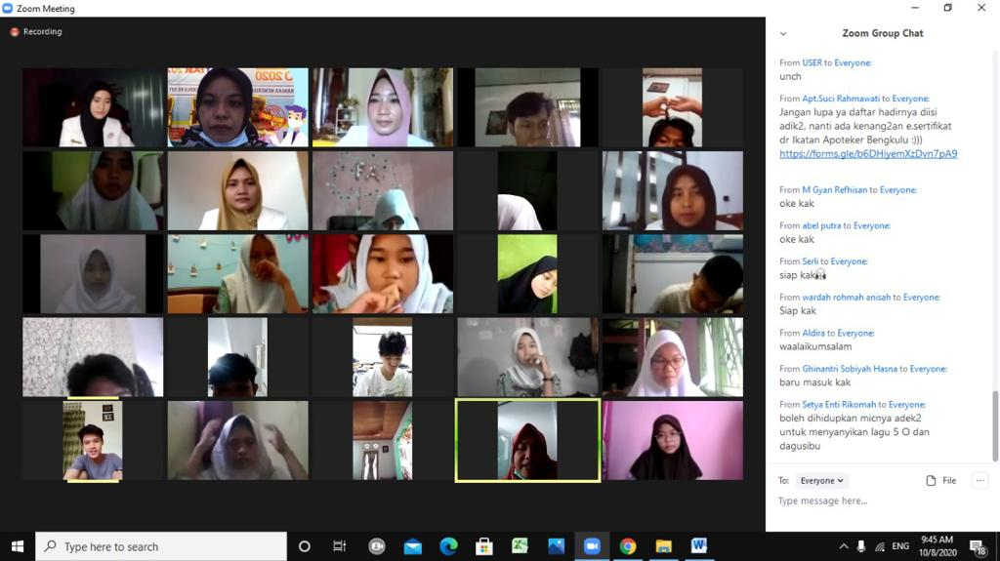 Zoom Meeting
Recording
Zoom Group Chat
From USER to Everyone:
unch
From Apt.Suci Rahmawati to Everyone:
Jangan lupa ya daftar hadirnya diisi
adik2, nanti ada kenang2an e.sertifikat
dr Ikatan Apoteker Bengkulu :)))
https://forms.gle/b6DHiyemXzDvn7pA9
From M Gyan Refhisan to Everyone:
oke kak
From abel putra to Everyone:
oke kak
From Serli to Everyone:
siap kak
From wardah rohmah anisah to Everyone:
Siap kak
From Aldira to Everyone:
waalaikumsalam
From Ghinantri Sobiyah Hasna to Everyone:
baru masuk kak
From Setya Enti Rikomah to Everyone:
boleh dihidupkan micnya adek2
untuk menyanyikan lagu 5 O dan
dagusibu
To: Everyone
File
Type message here...
Type here to search
ENG
9:45 AM
10/8/2020
18